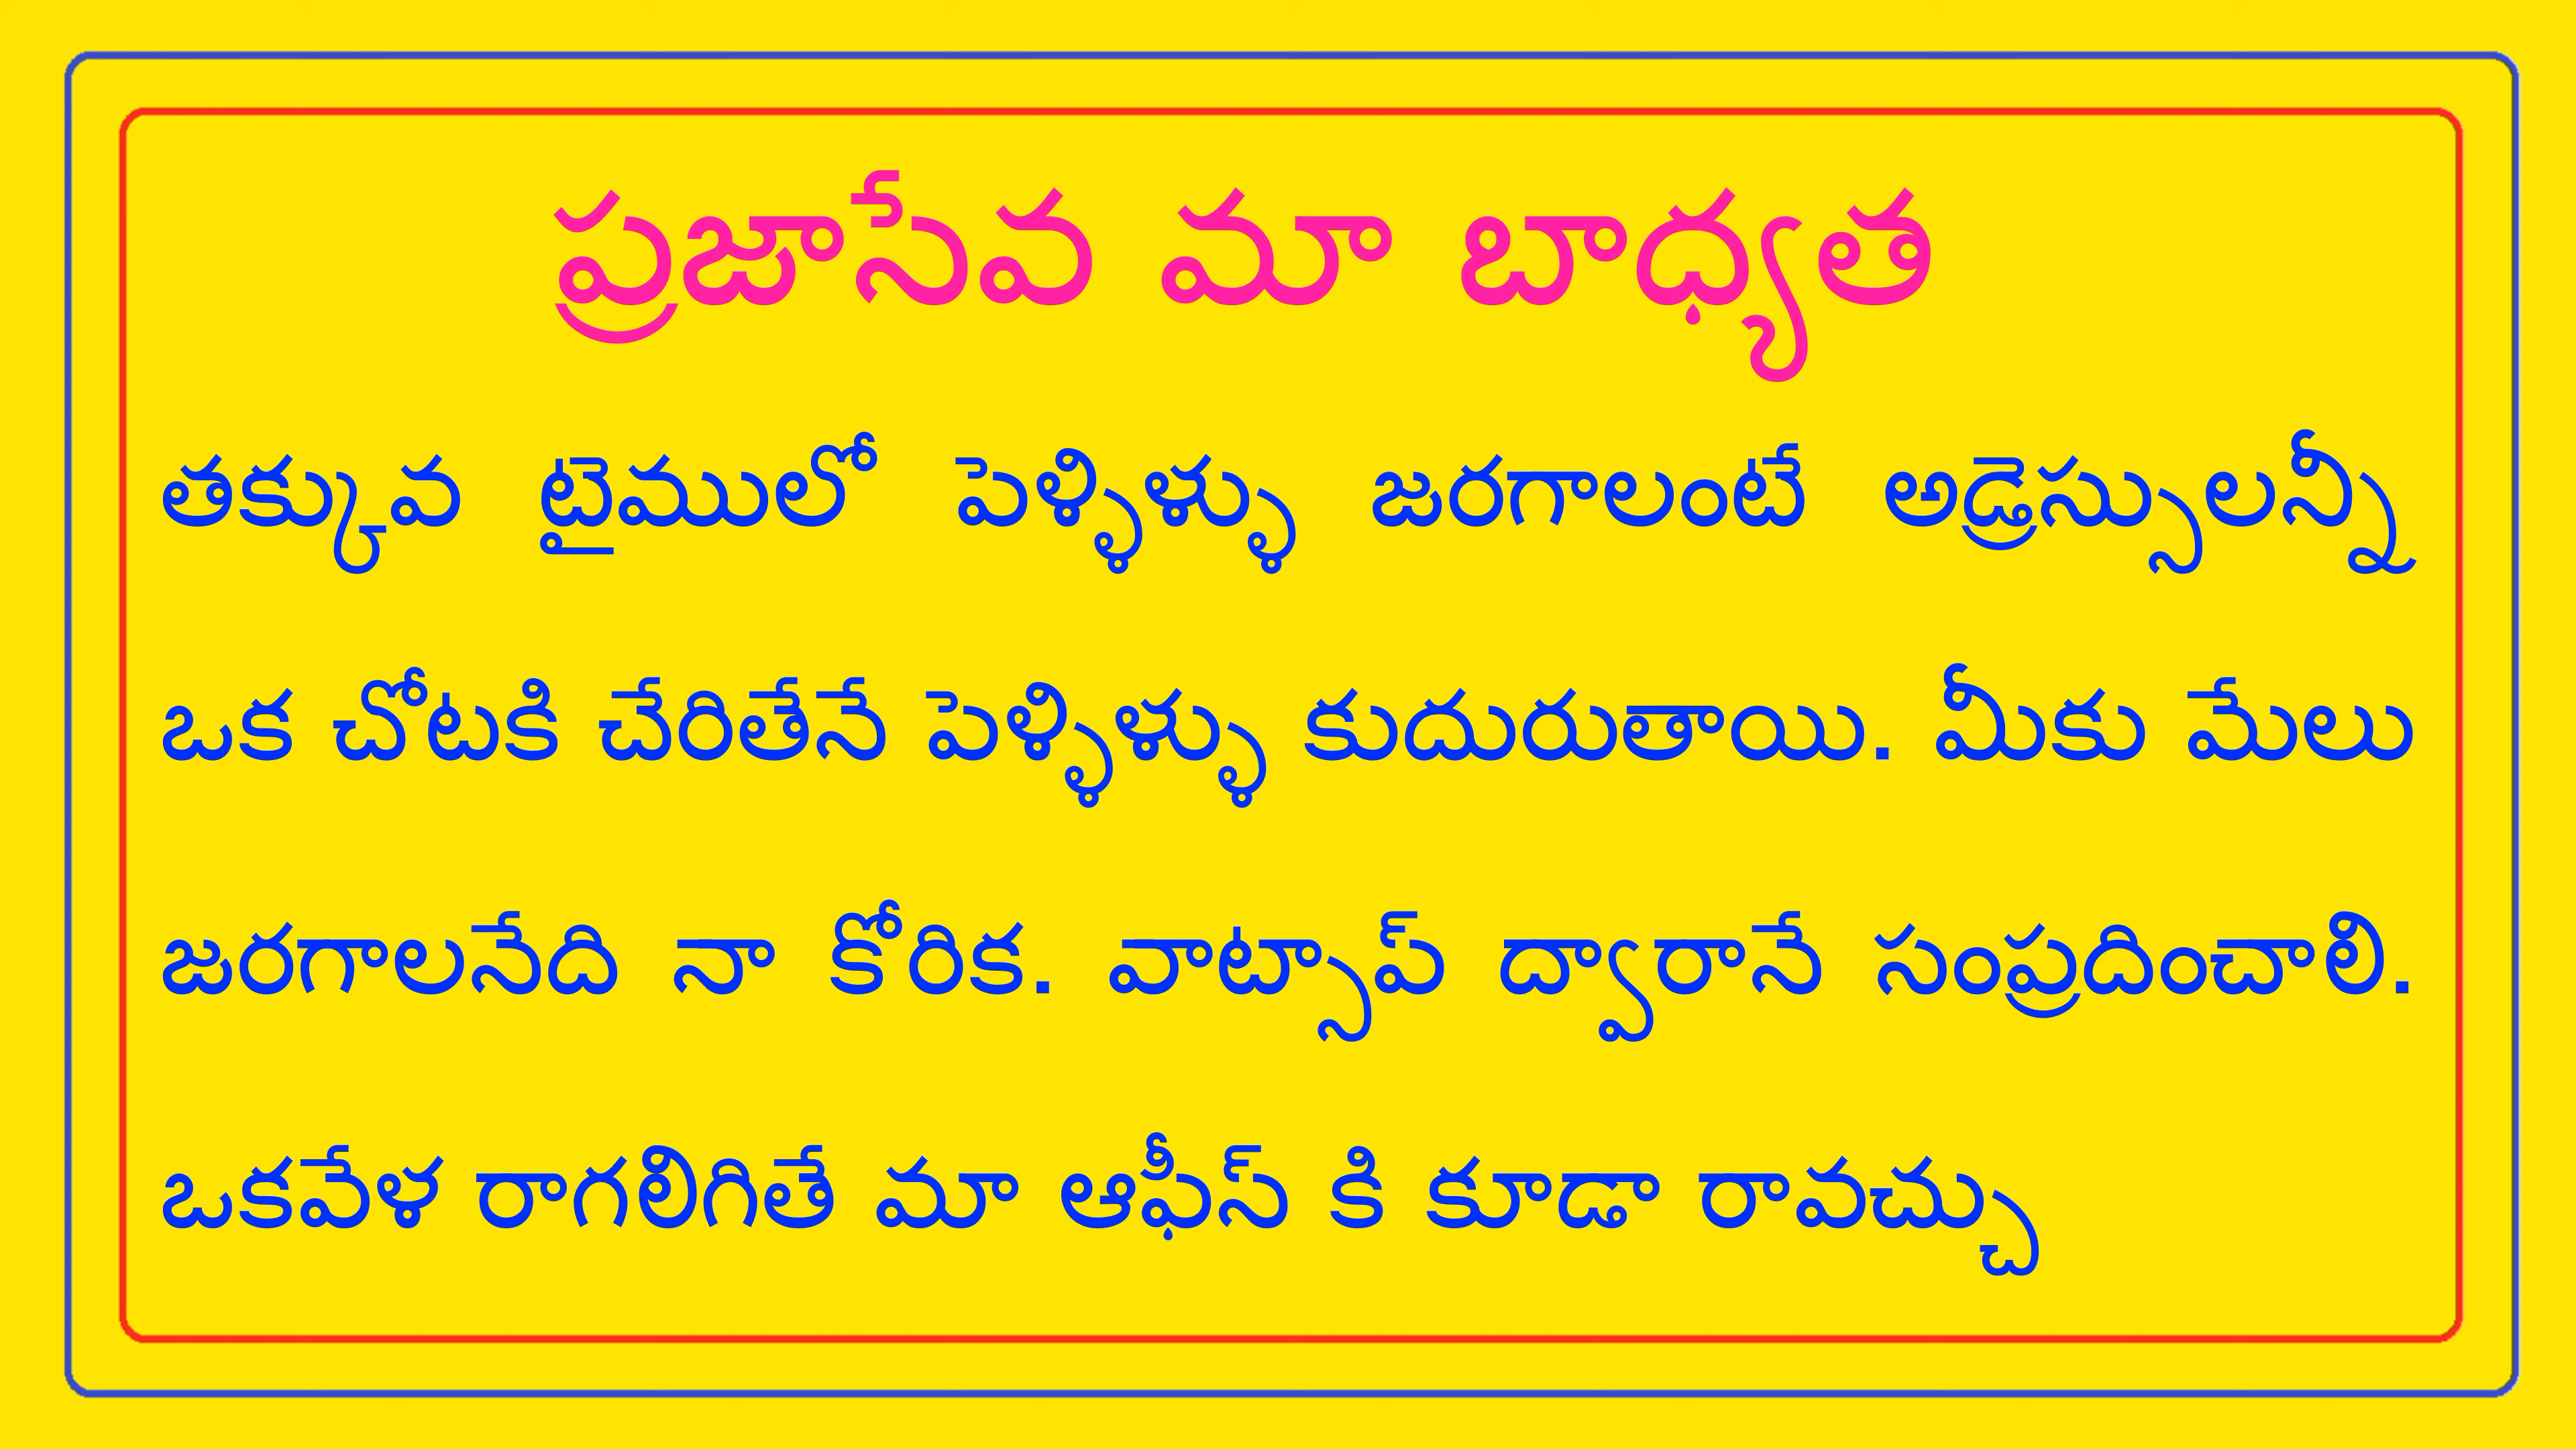 ప్రజాసేవ మా బాధ్యత
తక్కువ టైములో పెళ్ళిళ్ళు జరగాలంటే అడ్రెస్సులన్నీ
ఒక చోటకి చేరితేనే పెళ్ళిళ్ళు కుదురుతాయి. మీకు మేలు
జరగాలనేది నా కోరిక. వాట్సాప్ ద్వారానే సంప్రదించాలి.
ఒకవేళ రాగలిగితే మా ఆఫీస్ కి కూడా రావచ్చు